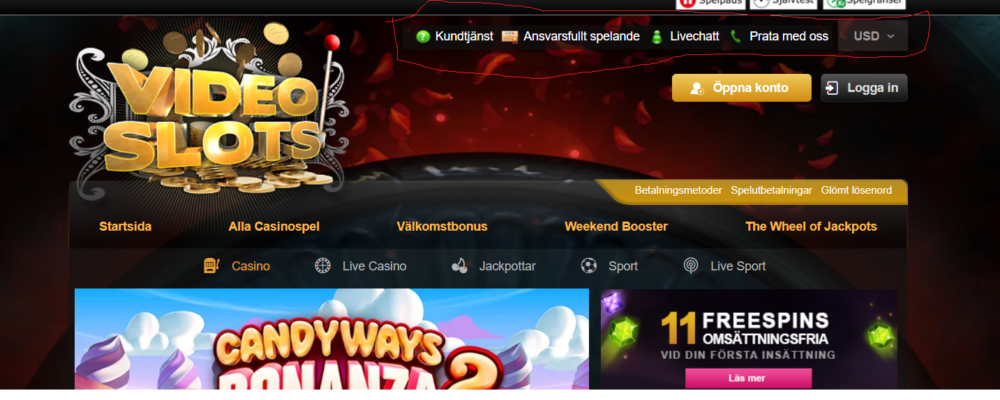 Spelpaus Självtest Spelgränser
Kundtjänst Ansvarsfullt spelande Livechatt Prata med oss USD
VIDEO
SLOTS
Öppna konto Logga in
Betalningsmetoder Spelutbetalningar Glömt lösenord
Startsida Alla Casinospel Välkomstbonus Weekend Booster The Wheel of Jackpots
Casino Live Casino Jackpottar Sport Live Sport
CANDYWAYS
BONANZA 2
11 FREESPINS
OMSÄTTNINGSFRIA
VID DIN FÖRSTA INSÄTTNING
Läs mer